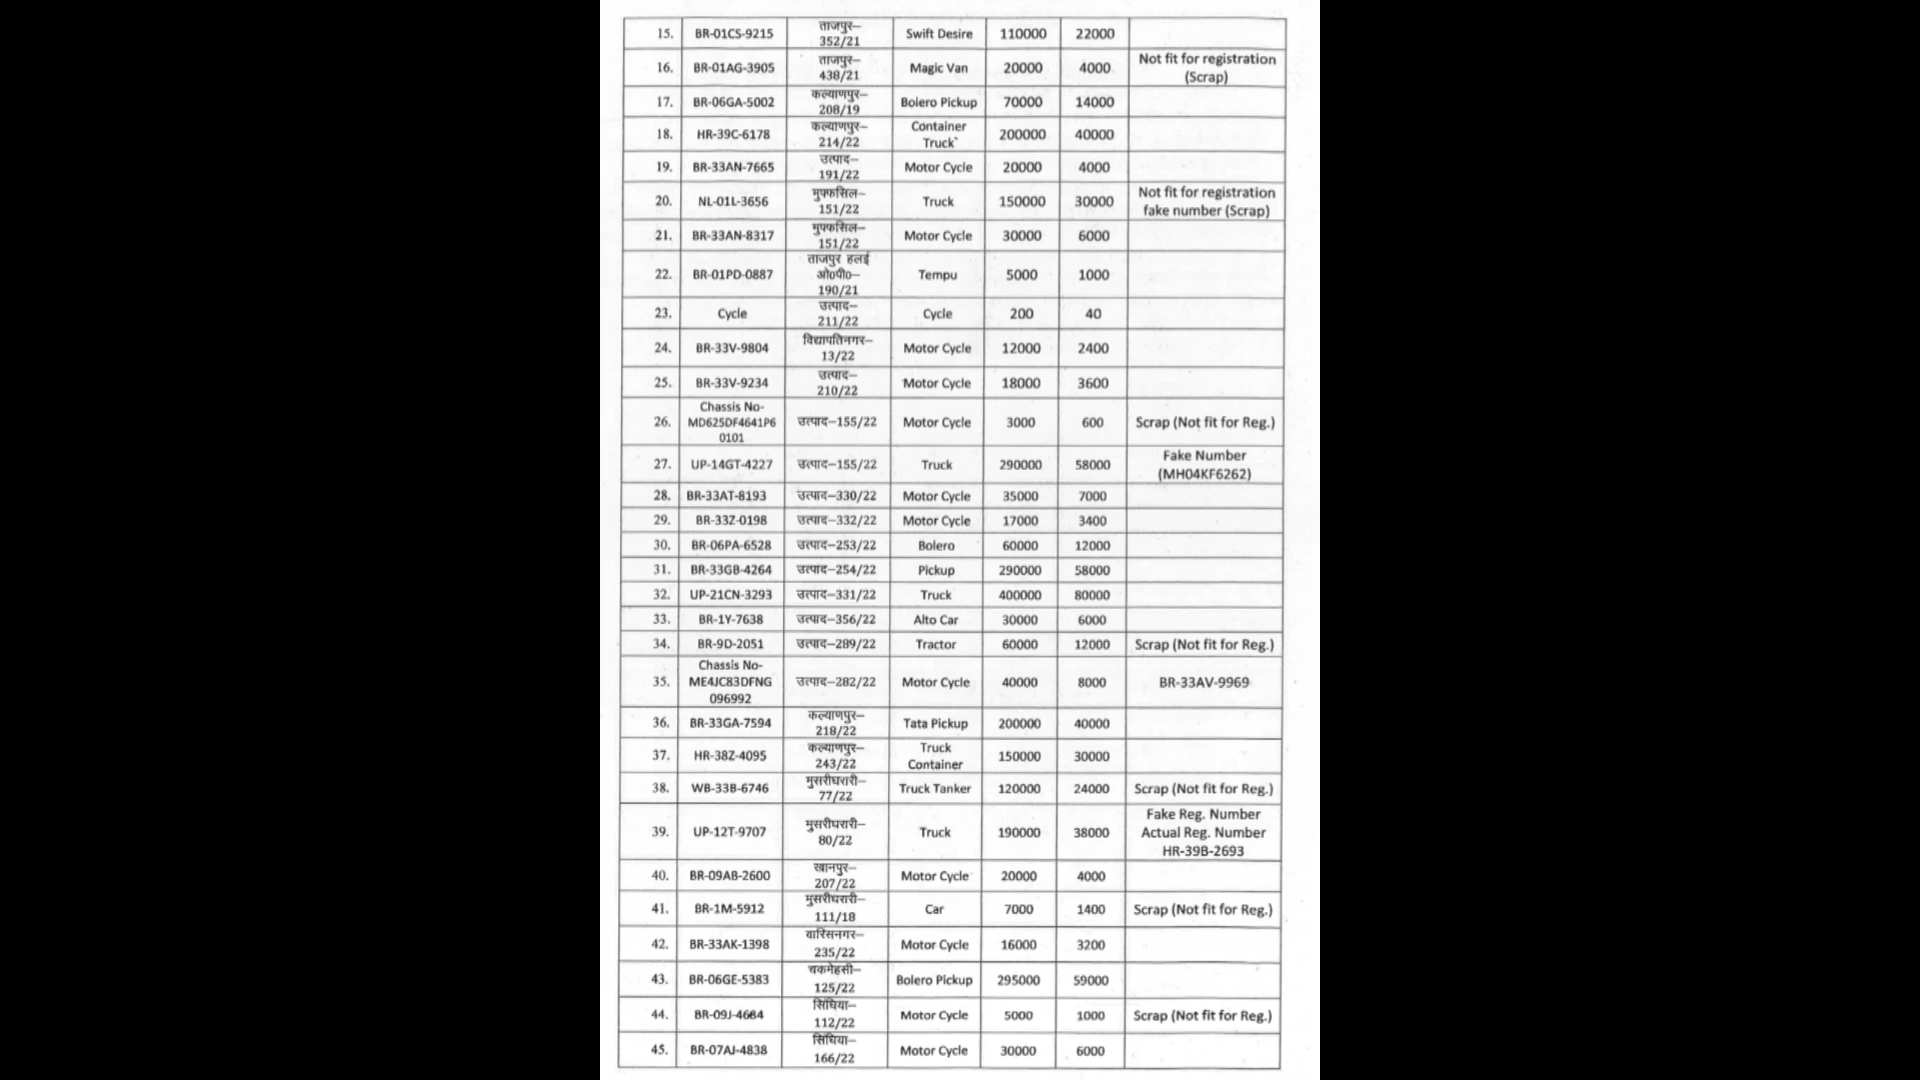 15. BR-01CS-9215 ताजपुर– 352/21 Swift Desire 110000 22000
16. BR-01AG-3905 ताजपुर– 438/21 Magic Van 20000 4000 Not fit for registration (Scrap)
17. BR-06GA-5002 कल्याणपुर– 208/19 Bolero Pickup 70000 14000
18. HR-39C-6178 कल्याणपुर– 214/22 Container Truck` 200000 40000
19. BR-33AN-7665 उत्पाद– 191/22 Motor Cycle 20000 4000
20. NL-01L-3656 मुफ्फसिल– 151/22 Truck 150000 30000 Not fit for registration fake number (Scrap)
21. BR-33AN-8317 मुफ्फसिल– 151/22 Motor Cycle 30000 6000
22. BR-01PD-0887 ताजपुर हलई ओ0पी0– 190/21 Tempu 5000 1000
23. Cycle उत्पाद– 211/22 Cycle 200 40
24. BR-33V-9804 विद्यापतिनगर– 13/22 Motor Cycle 12000 2400
25. BR-33V-9234 उत्पाद– 210/22 Motor Cycle 18000 3600
26. Chassis No- MD625DF4641P6 0101 उत्पाद–155/22 Motor Cycle 3000 600 Scrap (Not fit for Reg.)
27. UP-14GT-4227 उत्पाद–155/22 Truck 290000 58000 Fake Number (MH04KF6262)
28. BR-33AT-8193 उत्पाद–330/22 Motor Cycle 35000 7000
29. BR-33Z-0198 उत्पाद–332/22 Motor Cycle 17000 3400
30. BR-06PA-6528 उत्पाद–253/22 Bolero 60000 12000
31. BR-33GB-4264 उत्पाद–254/22 Pickup 290000 58000
32. UP-21CN-3293 उत्पाद–331/22 Truck 400000 80000
33. BR-1Y-7638 उत्पाद–356/22 Alto Car 30000 6000
34. BR-9D-2051 उत्पाद–289/22 Tractor 60000 12000 Scrap (Not fit for Reg.)
35. Chassis No- ME4JC83DFNG 096992 उत्पाद–282/22 Motor Cycle 40000 8000 BR-33AV-9969
36. BR-33GA-7594 कल्याणपुर– 218/22 Tata Pickup 200000 40000
37. HR-38Z-4095 कल्याणपुर– 243/22 Truck Container 150000 30000
38. WB-33B-6746 मुसरीघरारी– 77/22 Truck Tanker 120000 24000 Scrap (Not fit for Reg.)
39. UP-12T-9707 मुसरीघरारी– 80/22 Truck 190000 38000 Fake Reg. Number Actual Reg. Number HR-39B-2693
40. BR-09AB-2600 खानपुर– 207/22 Motor Cycle 20000 4000
41. BR-1M-5912 मुसरीघरारी– 111/18 Car 7000 1400 Scrap (Not fit for Reg.)
42. BR-33AK-1398 वारिसनगर– 235/22 Motor Cycle 16000 3200
43. BR-06GE-5383 चकमेहसी– 125/22 Bolero Pickup 295000 59000
44. BR-09J-4684 सिंघिया– 112/22 Motor Cycle 5000 1000 Scrap (Not fit for Reg.)
45. BR-07AJ-4838 सिंघिया– 166/22 Motor Cycle 30000 6000